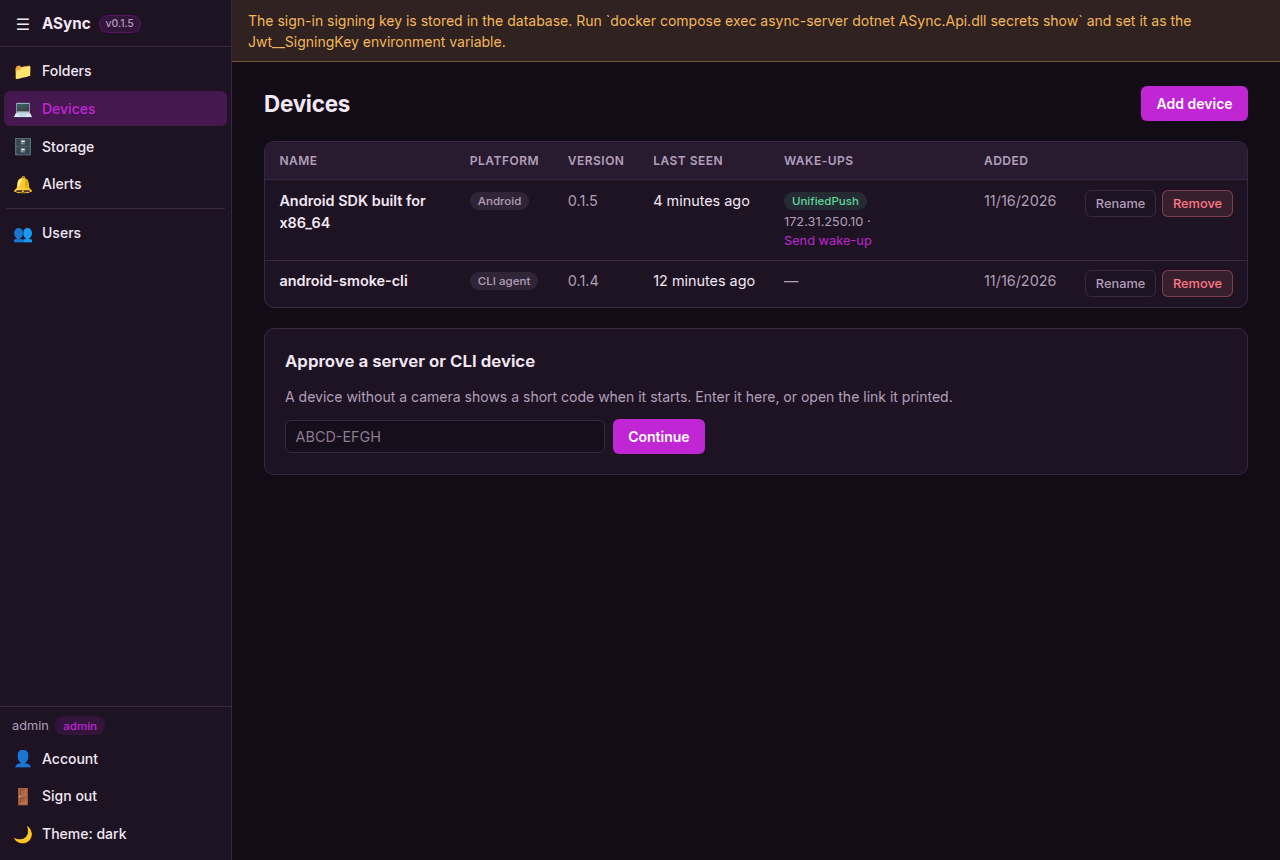 ASync v0.1.5
Folders
Devices
Storage
Alerts
Users
admin admin
Account
Sign out
Theme: dark
The sign-in signing key is stored in the database. Run `docker compose exec async-server dotnet ASync.Api.dll secrets show` and set it as the
Jwt__SigningKey environment variable.
Devices Add device
NAME PLATFORM VERSION LAST SEEN WAKE-UPS ADDED
Android SDK built for Android 0.1.5 4 minutes ago UnifiedPush 11/16/2026 Rename Remove
x86_64 172.31.250.10 ·
Send wake-up
android-smoke-cli CLI agent 0.1.4 12 minutes ago — 11/16/2026 Rename Remove
Approve a server or CLI device
A device without a camera shows a short code when it starts. Enter it here, or open the link it printed.
ABCD-EFGH Continue